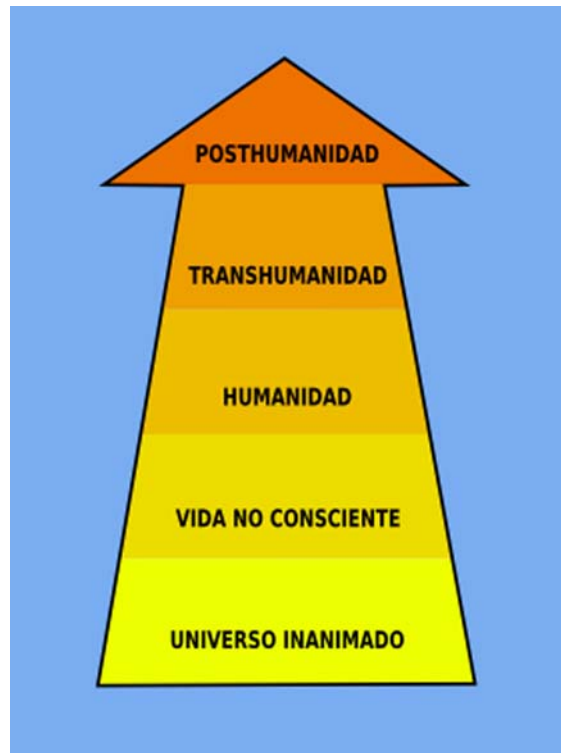 POSTHUMANIDAD
TRANSHUMANIDAD
HUMANIDAD
VIDA NO CONSCIENTE
UNIVERSO INANIMADO